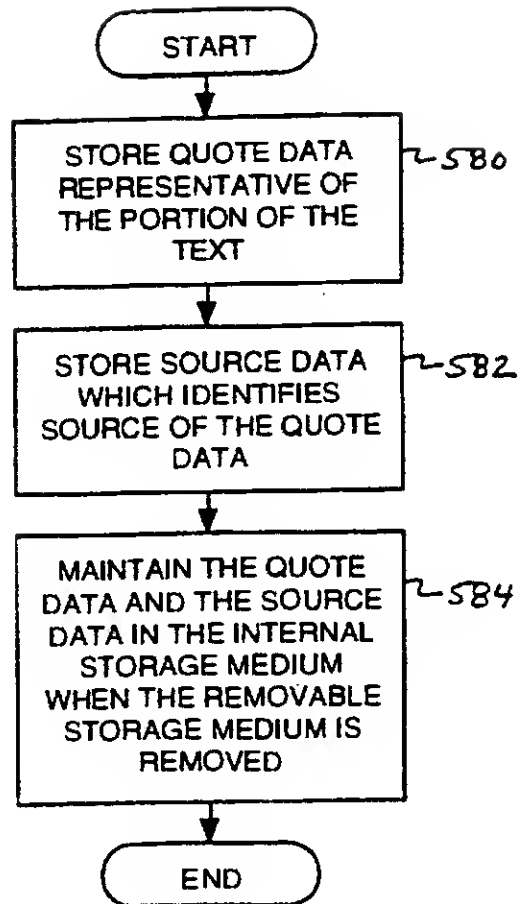 START
STORE QUOTE DATA
REPRESENTATIVE OF
THE PORTION OF THE
TEXT
580
STORE SOURCE DATA
WHICH IDENTIFIES
SOURCE OF THE QUOTE
DATA
582
MAINTAIN THE QUOTE
DATA AND THE SOURCE
DATA IN THE INTERNAL
STORAGE MEDIUM
WHEN THE REMOVABLE
STORAGE MEDIUM IS
REMOVED
584
END